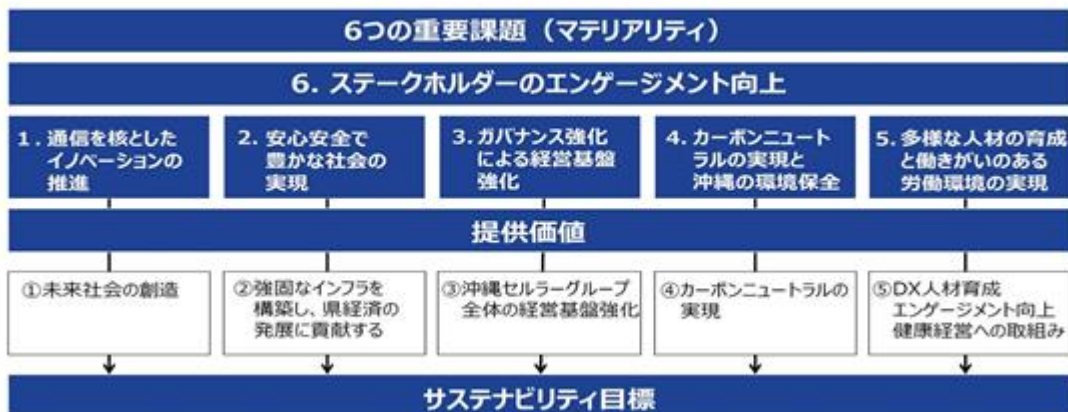 6つの重要課題（マテリアリティ）
6. ステークホルダーのエンゲージメント向上
1. 通信を核とした
イノベーションの
推進
2. 安心安全で
豊かな社会の
実現
3. ガバナンス強化
による経営基盤
強化
4. カーボンニュート
ラルの実現と
沖縄の環境保全
5. 多様な人材の育成
と働きがいのある
労働環境の実現
提供価値
①未来社会の創造
②強固なインフラを
構築し、県経済の
発展に貢献する
③沖縄セルラーグループ
全体の経営基盤強化
④カーボンニュートラルの
実現
⑤DX人材育成
エンゲージメント向上
健康経営への取組み
サステナビリティ目標